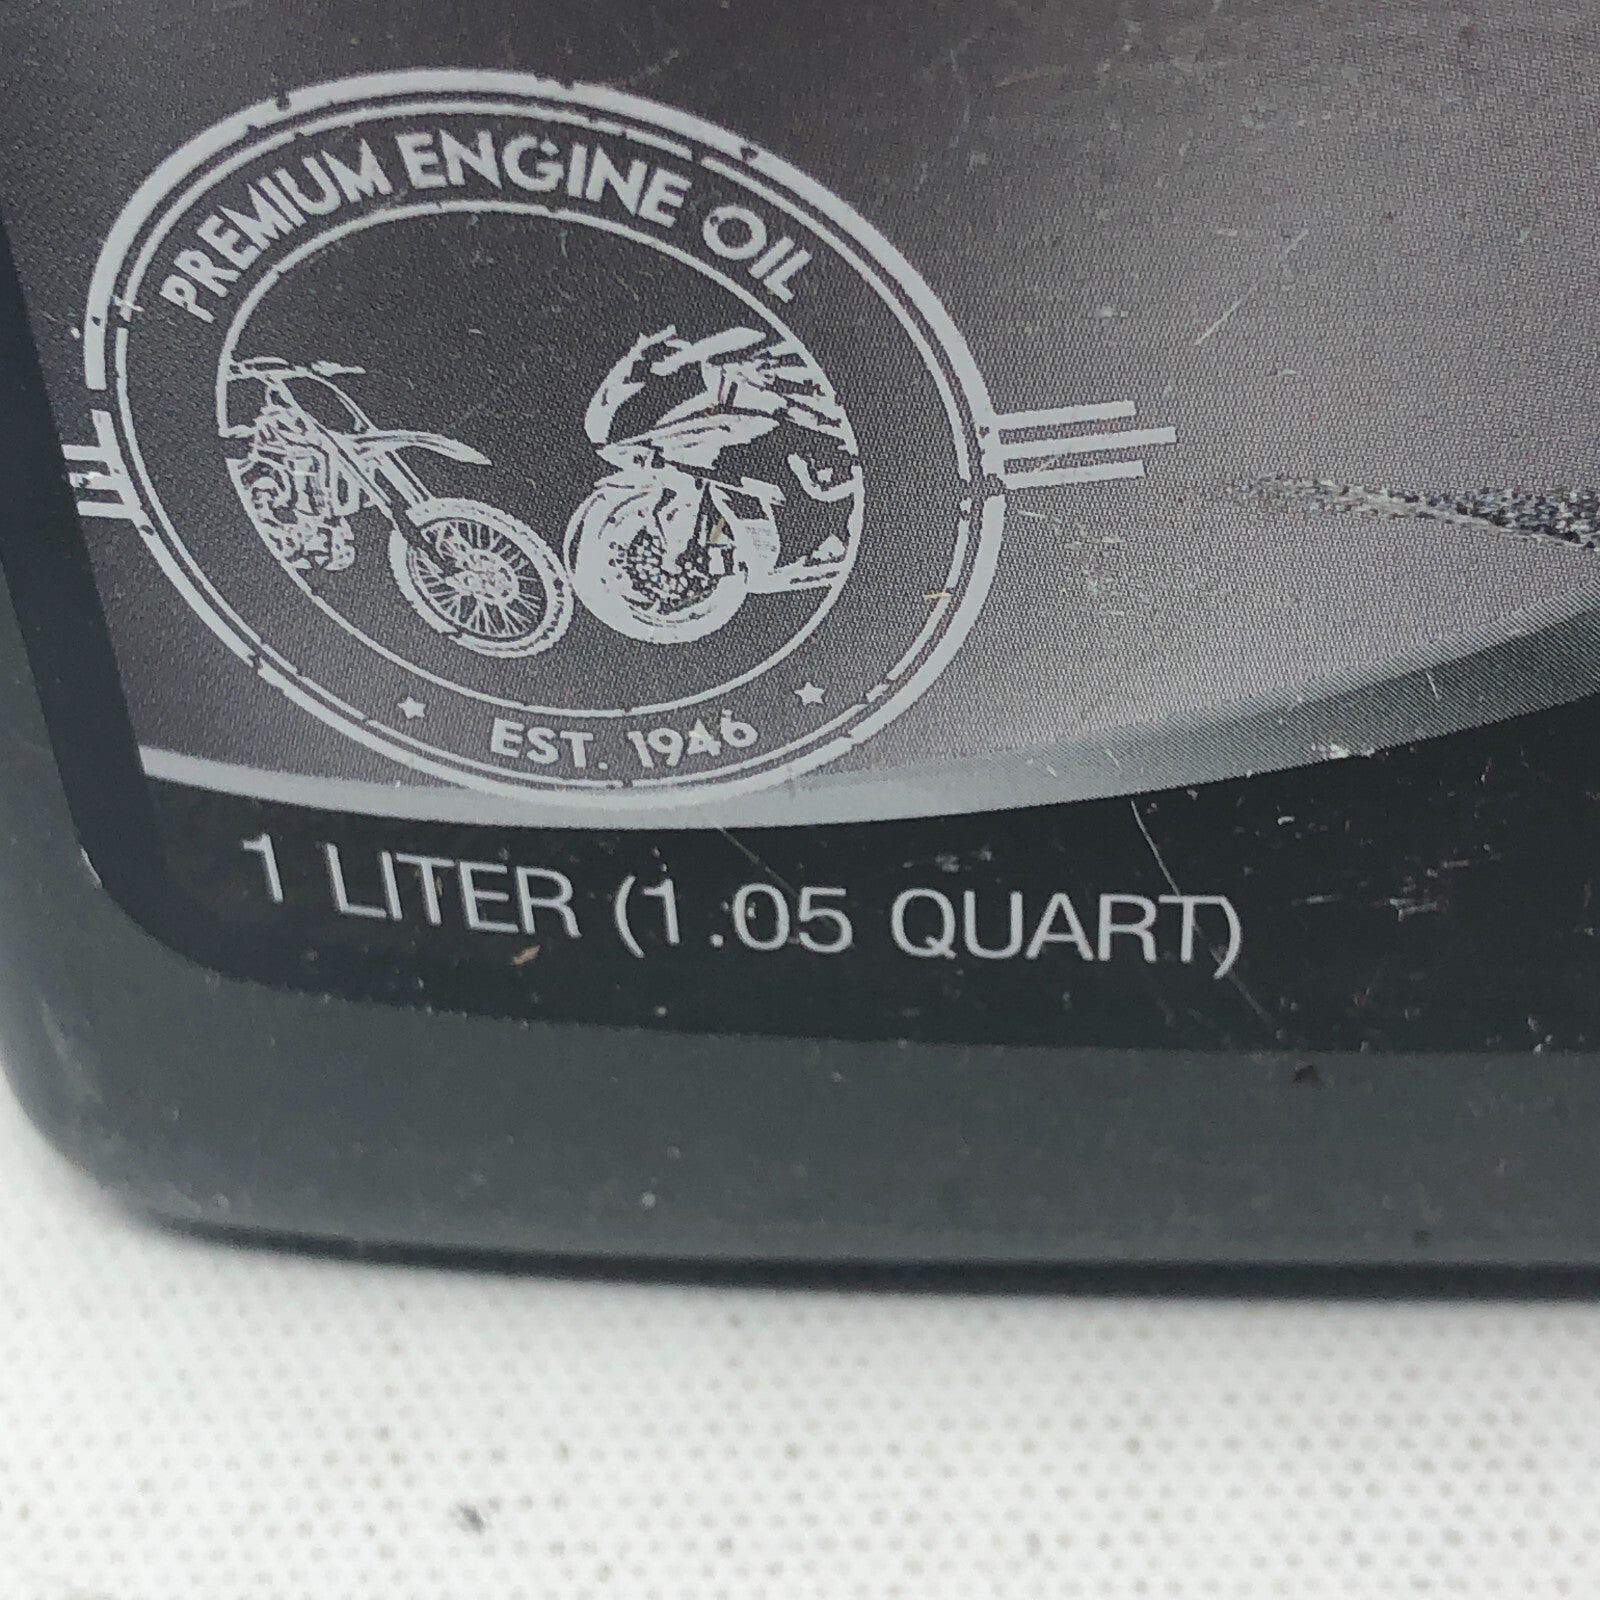 PREMIUM ENGINE OIL
EST. 1946
1 LITER (1.05 QUART)